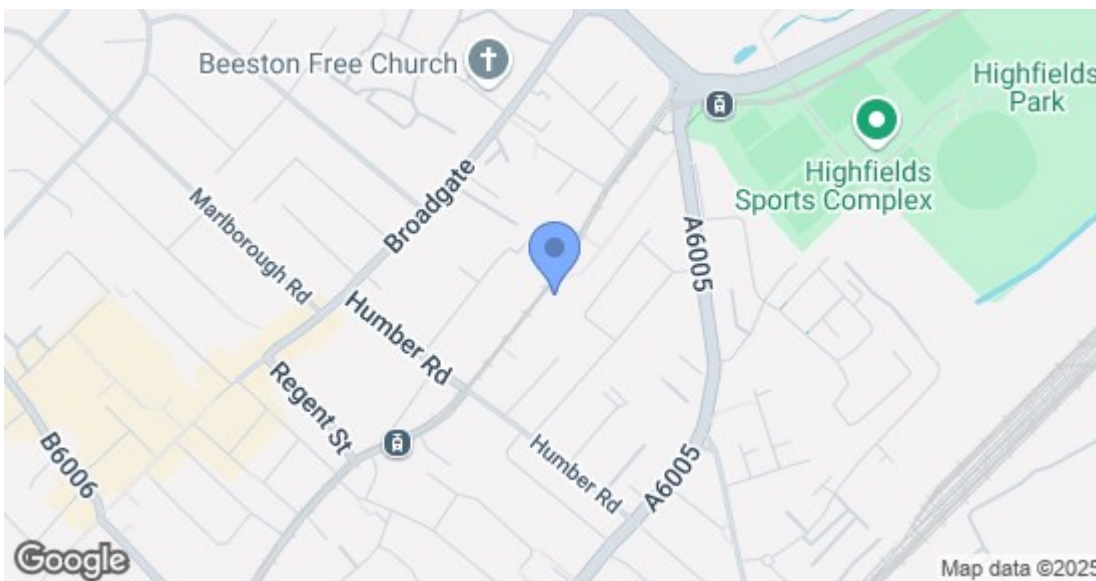 Beeston Free Church
Highfields
Park
Highfields
Sports Complex
Broadgate
Marlborough Rd
A6005
Humber Rd
Regent St
Humber Rd
A6005
B6006
Google
Map data ©2025